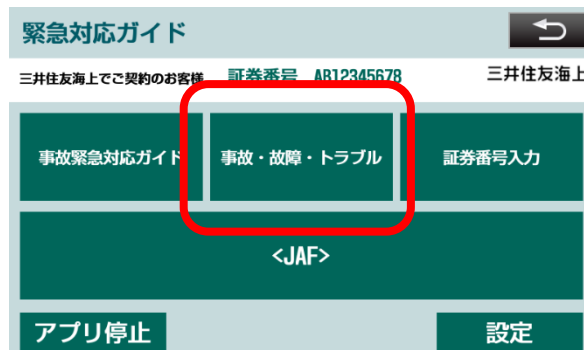 緊急対応ガイド
三井住友海上でご契約のお客様 証券番号 AB12345678 三井住友海上
事故緊急対応ガイド 事故・故障・トラブル 証券番号入力
<JAF>
アプリ停止 設定